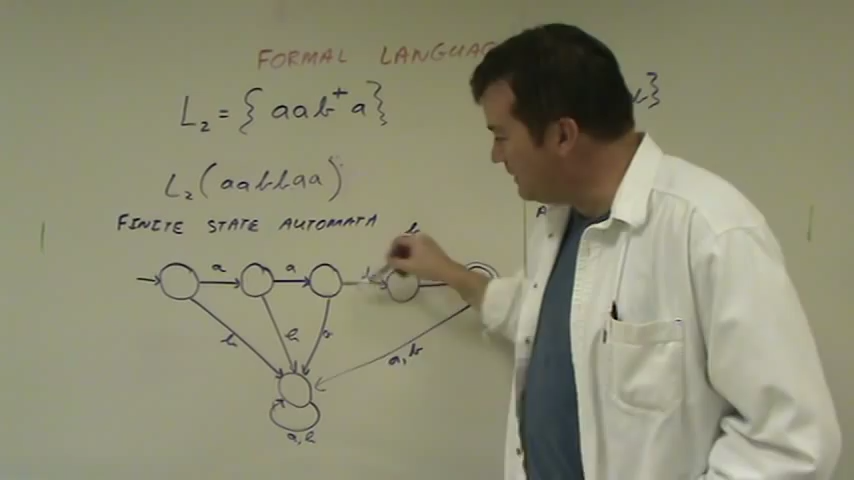 FORMAL LANGUAG
L₂ = { aab⁺a }
b}
L₂(aabbaa)
A
FINITE STATE AUTOMATA
b
a a b
b b a
a, b
a, b